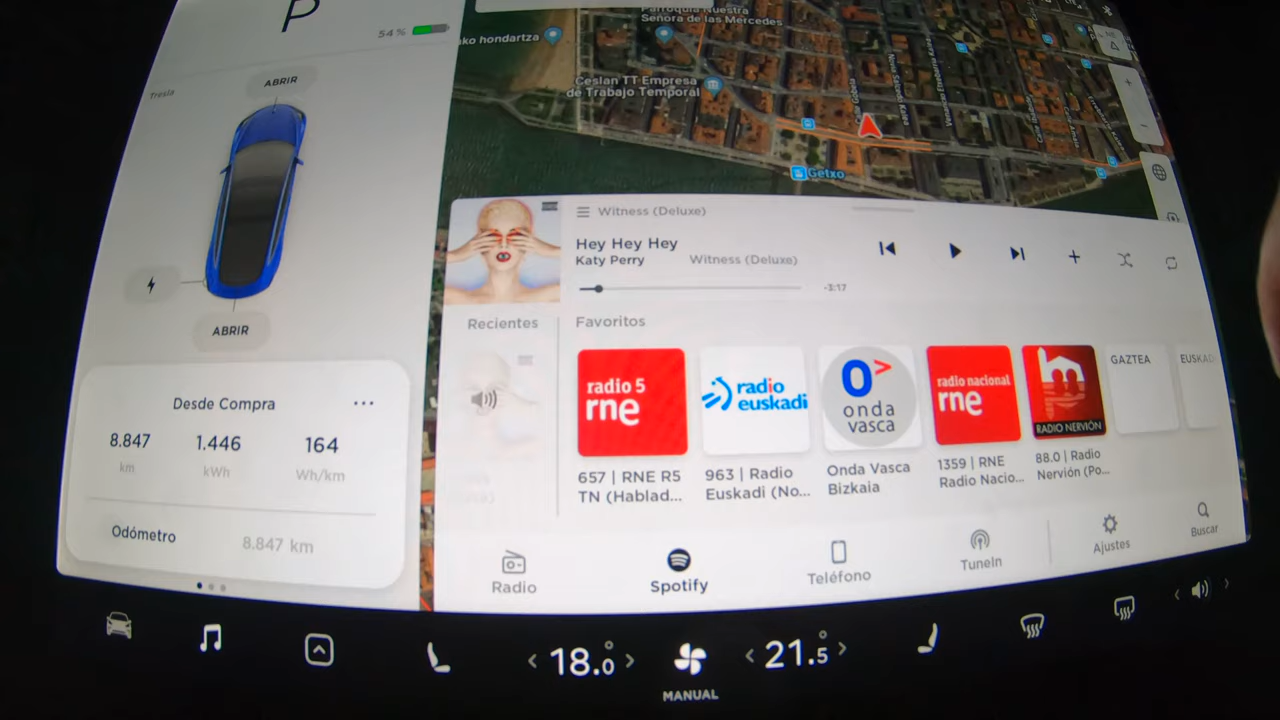 P
54 %
Tresla
ABRIR
ABRIR
Desde Compra
...
8.847
1.446
164
km
kWh
Wh/km
Odómetro
8.847 km
Parroquia Nuestra
Señora de las Mercedes
ako hondartza
Ceslan TT Empresa
de Trabajo Temporal
Getxo
Witness (Deluxe)
Hey Hey Hey
Katy Perry
Witness (Deluxe)
-3:17
Recientes
Favoritos
radio 5
rne
radio
euskadi
onda
vasca
radio nacional
rne
RADIO NERVIÓN
GAZTEA
EUSKAD
657 | RNE R5
TN (Hablad...
963 | Radio
Euskadi (No...
Onda Vasca
Bizkaia
1359 | RNE
Radio Nacio...
88.0 | Radio
Nervión (Po...
Radio
Spotify
Teléfono
TuneIn
Ajustes
Buscar
18.0
21.5
MANUAL